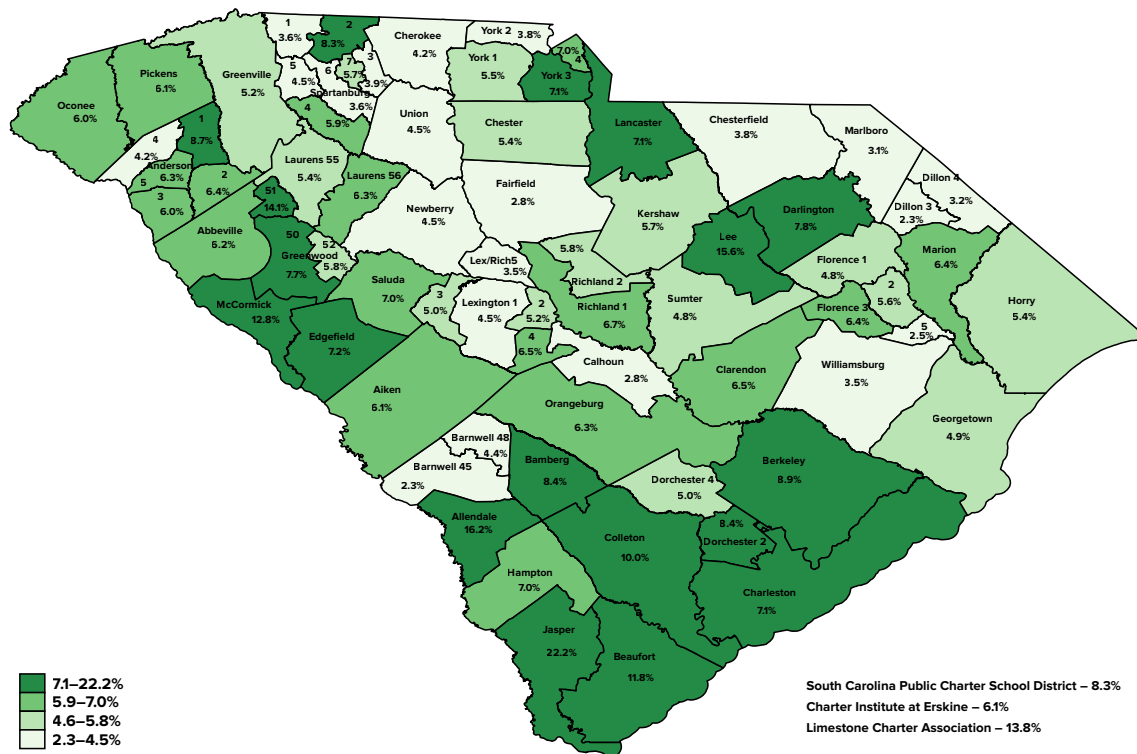 1
3.6%
2
8.3%
Cherokee
4.2%
York 2 3.8%
7.0%
4
Pickens
6.1%
Greenville
5.2%
5
4.5%
6
7
5.7%
3
3.9%
Spartanburg
3.6%
York 1
5.5%
York 3
7.1%
Oconee
6.0%
1
8.7%
4
5.9%
Union
4.5%
Chester
5.4%
Lancaster
7.1%
Chesterfield
3.8%
Marlboro
3.1%
4
4.2%
Anderson
6.3%
5
2
6.4%
3
6.0%
Laurens 55
5.4%
Laurens 56
6.3%
51
14.1%
Fairfield
2.8%
Newberry
4.5%
Kershaw
5.7%
Darlington
7.8%
Dillon 4
3.2%
Dillon 3
2.3%
Abbeville
6.2%
50
Greenwood
7.7%
52
5.8%
Lex/Rich5
3.5%
5.8%
Richland 2
Lee
15.6%
Florence 1
4.8%
Marion
6.4%
McCormick
12.8%
Saluda
7.0%
3
5.0%
Lexington 1
4.5%
2
5.2%
Richland 1
6.7%
Sumter
4.8%
Florence 3
6.4%
2
5.6%
5
2.5%
Horry
5.4%
Edgefield
7.2%
4
6.5%
Calhoun
2.8%
Clarendon
6.5%
Williamsburg
3.5%
Aiken
6.1%
Orangeburg
6.3%
Georgetown
4.9%
Barnwell 48
4.4%
Barnwell 45
2.3%
Bamberg
8.4%
Dorchester 4
5.0%
Berkeley
8.9%
Allendale
16.2%
Colleton
10.0%
8.4%
Dorchester 2
Hampton
7.0%
Charleston
7.1%
Jasper
22.2%
Beaufort
11.8%
7.1–22.2%
5.9–7.0%
4.6–5.8%
2.3–4.5%
South Carolina Public Charter School District – 8.3%
Charter Institute at Erskine – 6.1%
Limestone Charter Association – 13.8%